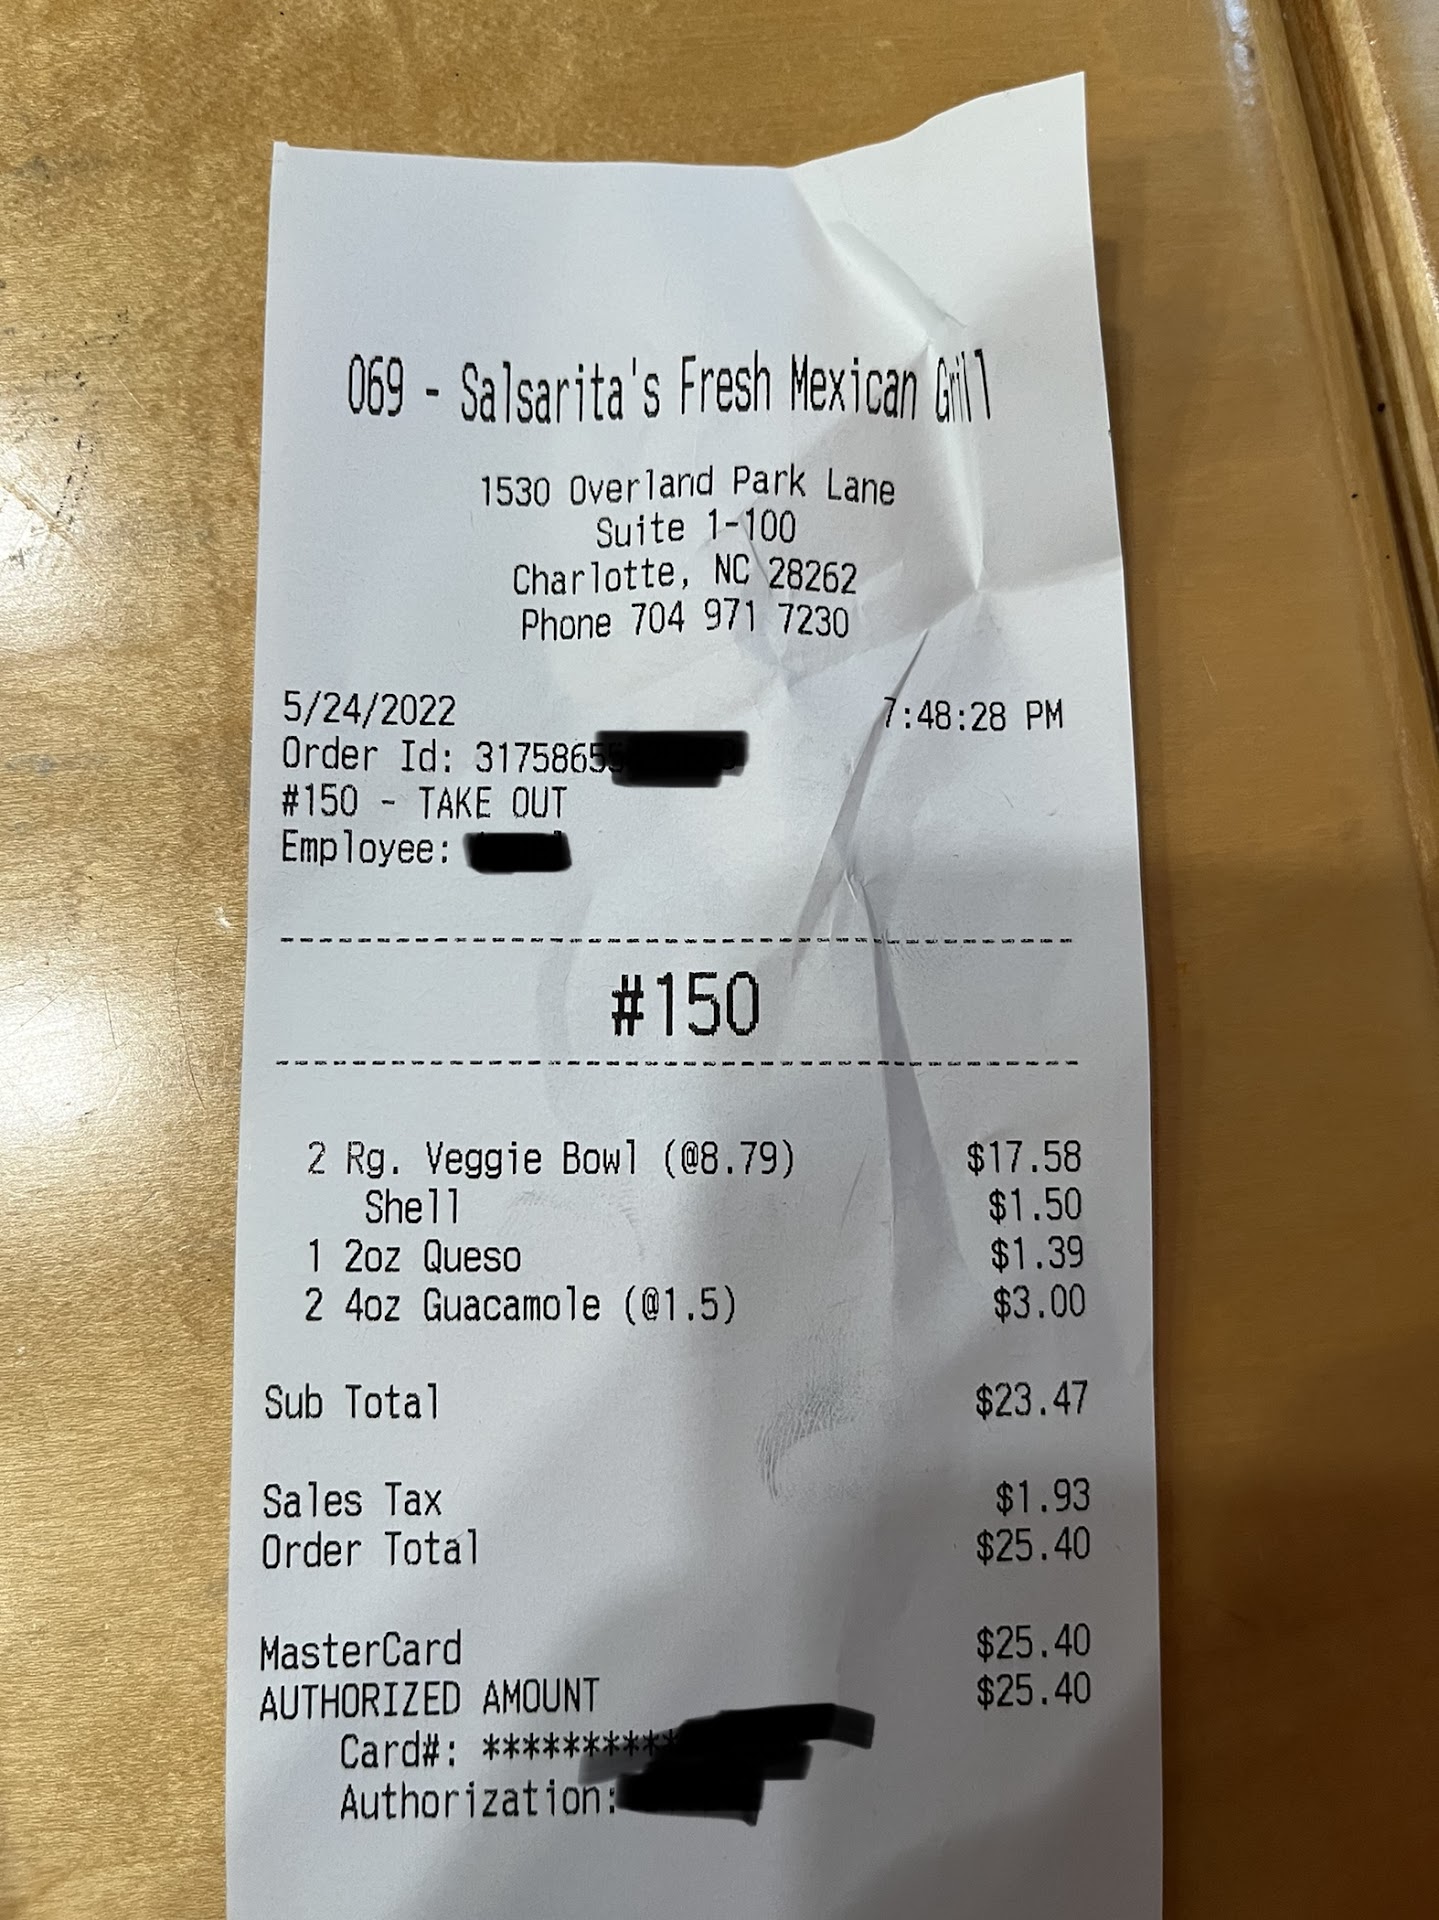 069 - Salsarita's Fresh Mexican Grill
1530 Overland Park Lane
Suite 1-100
Charlotte, NC 28262
Phone 704 971 7230
5/24/2022 7:48:28 PM
Order Id: 31758655
#150 - TAKE OUT
Employee:
#150
2 Rg. Veggie Bowl (@8.79) $17.58
Shell $1.50
1 2oz Queso $1.39
2 4oz Guacamole (@1.5) $3.00
Sub Total $23.47
Sales Tax $1.93
Order Total $25.40
MasterCard $25.40
AUTHORIZED AMOUNT $25.40
Card#: **********
Authorization: